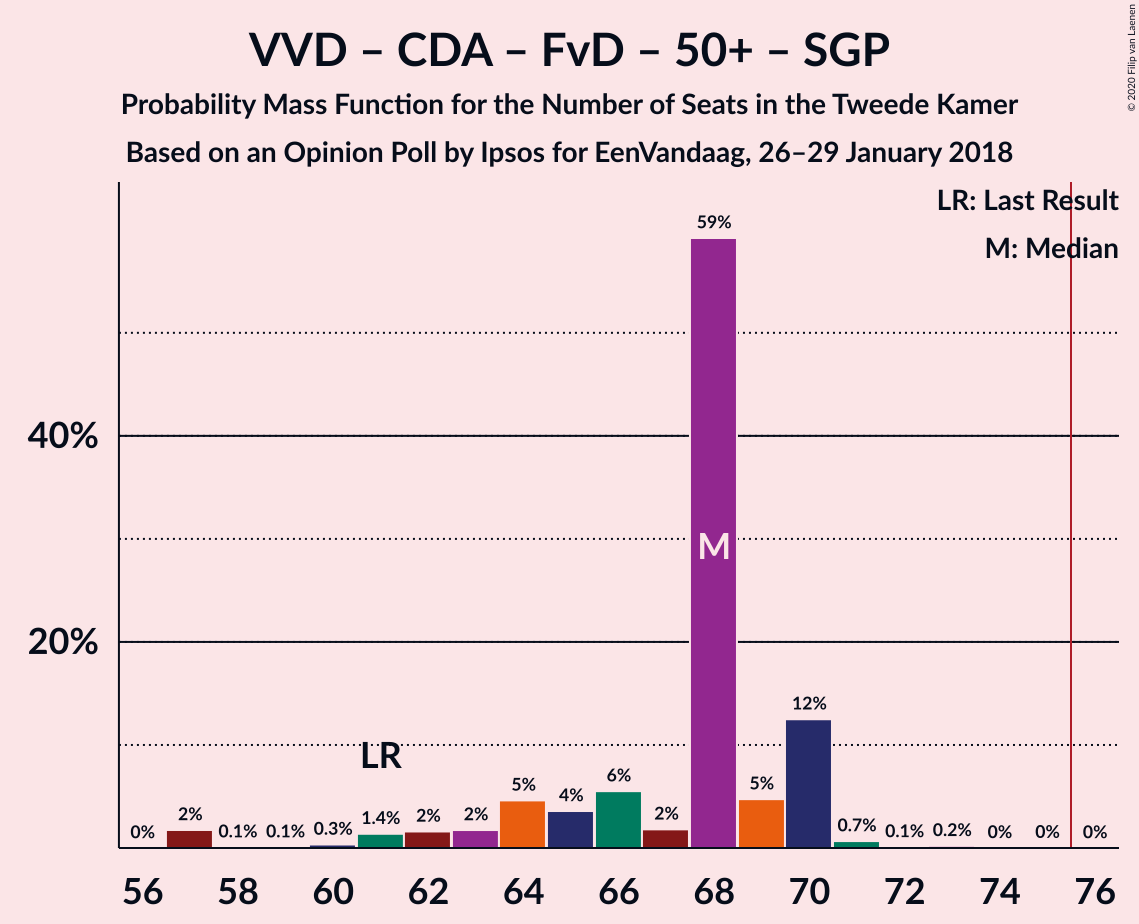 VVD – CDA – FvD – 50+ – SGP
Probability Mass Function for the Number of Seats in the Tweede Kamer
Based on an Opinion Poll by Ipsos for EenVandaag, 26–29 January 2018
© 2020 Filip van Laenen
LR: Last Result
M: Median
59%
40%
M
20%
12%
LR
0%
2%
0.1%
0.1%
0.3%
1.4%
2%
2%
5%
4%
6%
2%
5%
0.7%
0.1%
0.2%
0%
0%
0%
56 58 60 62 64 66 68 70 72 74 76